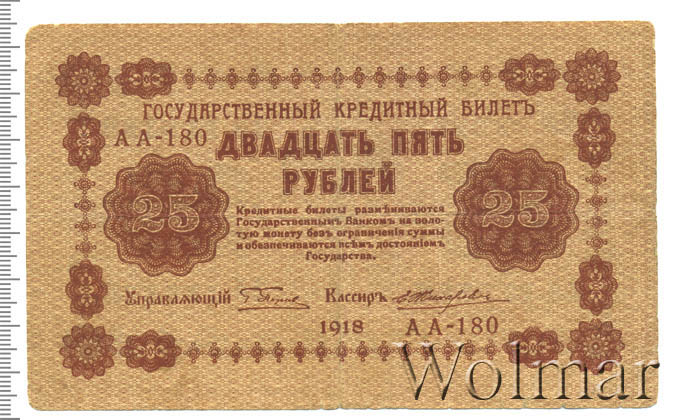 ГОСУДАРСТВЕННЫЙ КРЕДИТНЫЙ БИЛЕТЪ
АА-180
ДВАДЦАТЬ ПЯТЬ
РУБЛЕЙ
25
25
Кредитные билеты размѣниваются
Государственнымъ Банкомъ на золо-
тую монету безъ ограниченія суммы
и обезпечиваются всѣмъ достояніемъ
Государства.
Управляющій
Кассиръ
1918
АА-180
Wolmar